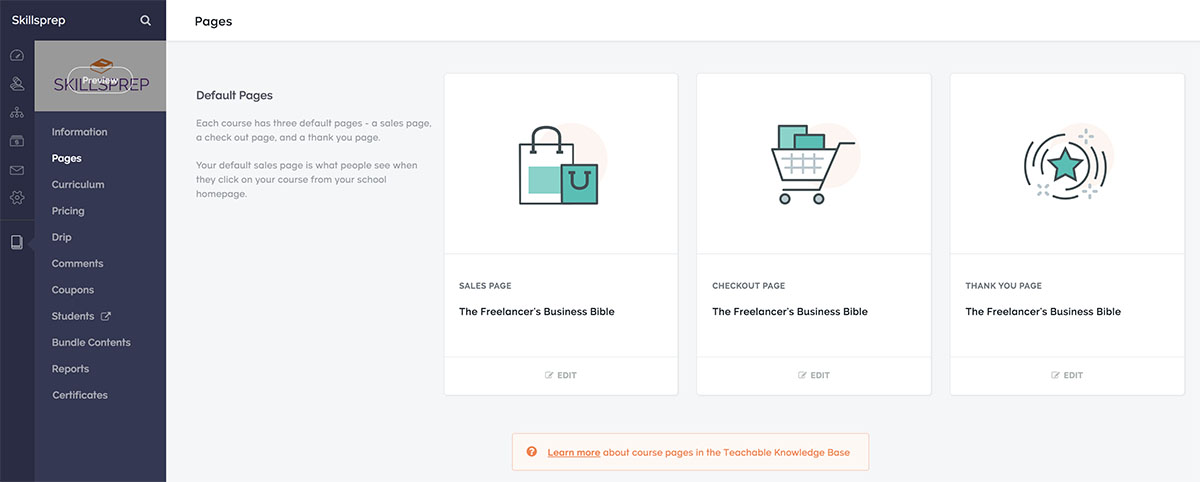 Skillsprep
Preview
SKILLSPREP
Information
Pages
Curriculum
Pricing
Drip
Comments
Coupons
Students
Bundle Contents
Reports
Certificates
Pages
Default Pages
Each course has three default pages - a sales page,
a check out page, and a thank you page.
Your default sales page is what people see when
they click on your course from your school
homepage.
SALES PAGE
The Freelancer's Business Bible
EDIT
CHECKOUT PAGE
The Freelancer's Business Bible
EDIT
THANK YOU PAGE
The Freelancer's Business Bible
EDIT
Learn more about course pages in the Teachable Knowledge Base